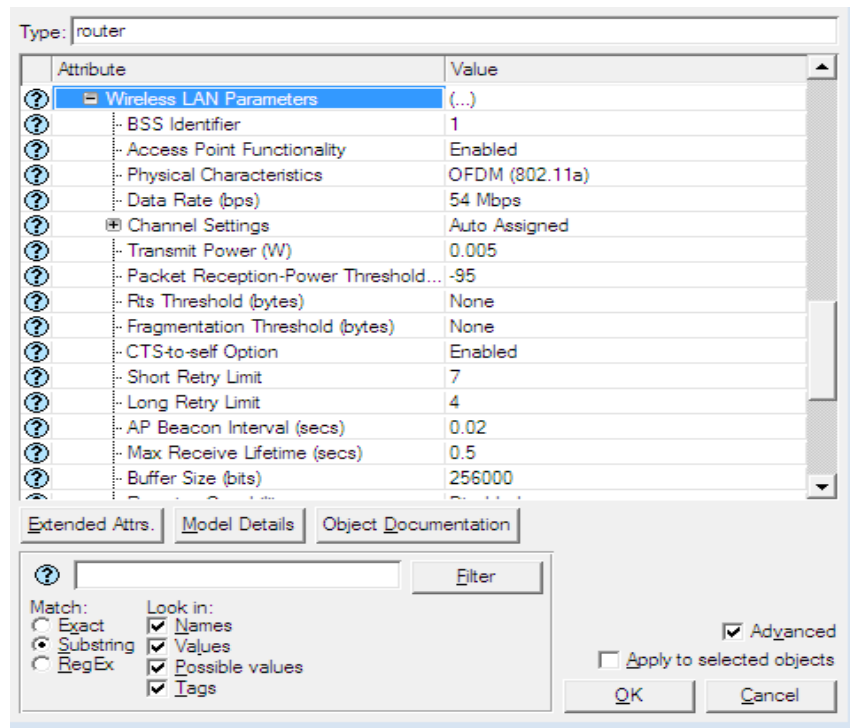 Type: router
Attribute Value
Wireless LAN Parameters (...)
BSS Identifier 1
Access Point Functionality Enabled
Physical Characteristics OFDM (802.11a)
Data Rate (bps) 54 Mbps
Channel Settings Auto Assigned
Transmit Power (W) 0.005
Packet Reception-Power Threshold... -95
Rts Threshold (bytes) None
Fragmentation Threshold (bytes) None
CTS-to-self Option Enabled
Short Retry Limit 7
Long Retry Limit 4
AP Beacon Interval (secs) 0.02
Max Receive Lifetime (secs) 0.5
Buffer Size (bits) 256000
Extended Attrs. Model Details Object Documentation
Filter
Match: Look in:
Exact Names
Substring Values
RegEx Possible values
Tags
Advanced
Apply to selected objects
OK Cancel